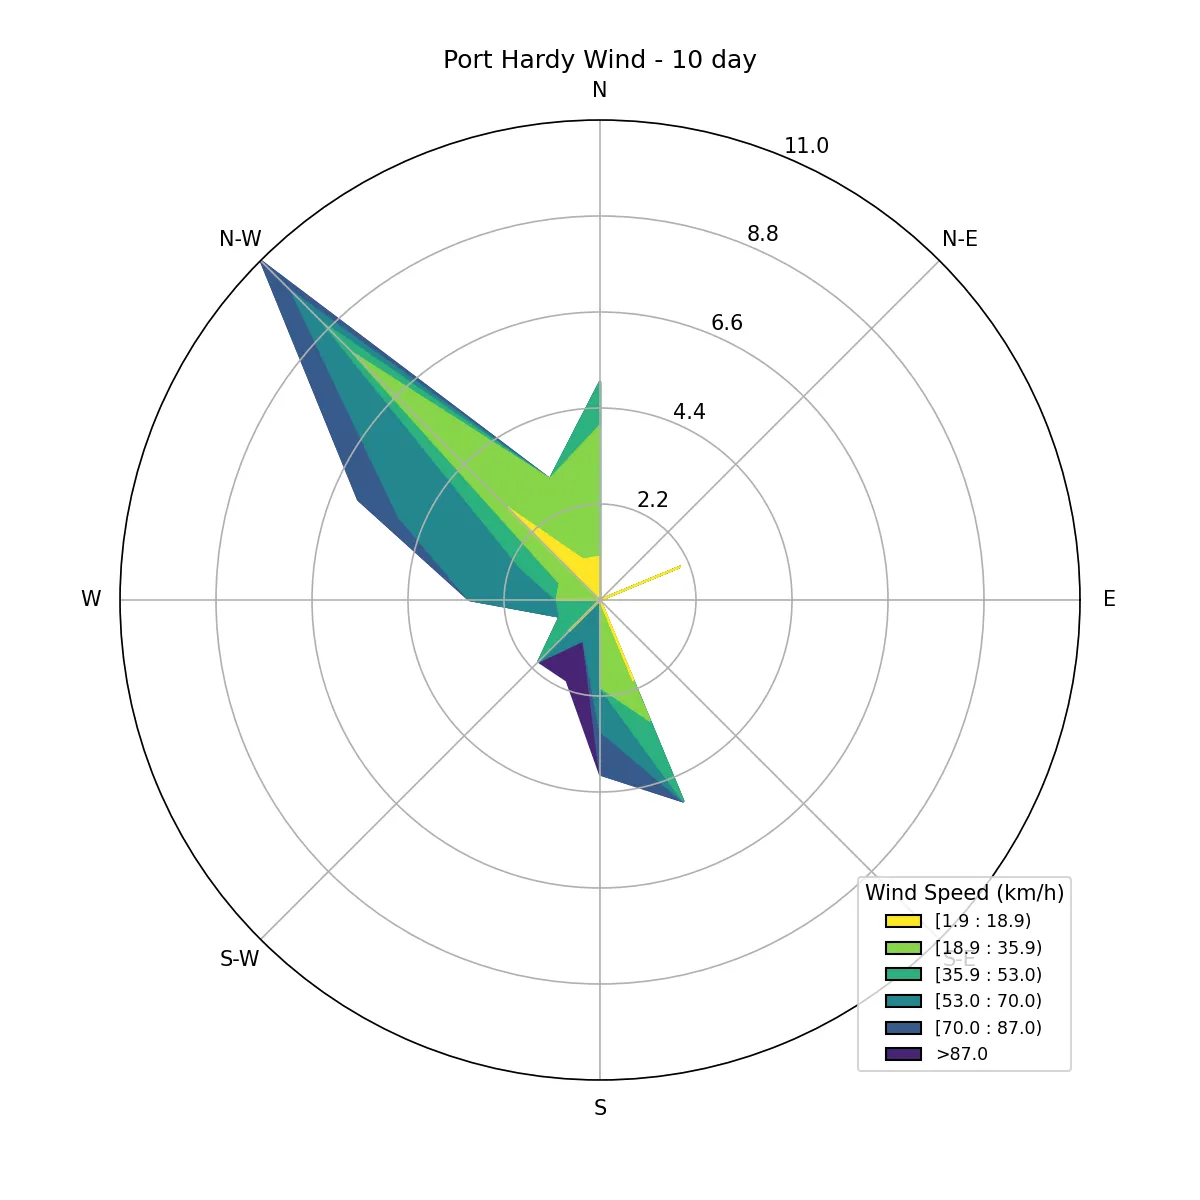 Port Hardy Wind - 10 day
N
11.0
N-W
8.8
N-E
6.6
4.4
2.2
W
E
Wind Speed (km/h)
[1.9 : 18.9)
[18.9 : 35.9)
S-W
S-E
[35.9 : 53.0)
[53.0 : 70.0)
[70.0 : 87.0)
>87.0
S